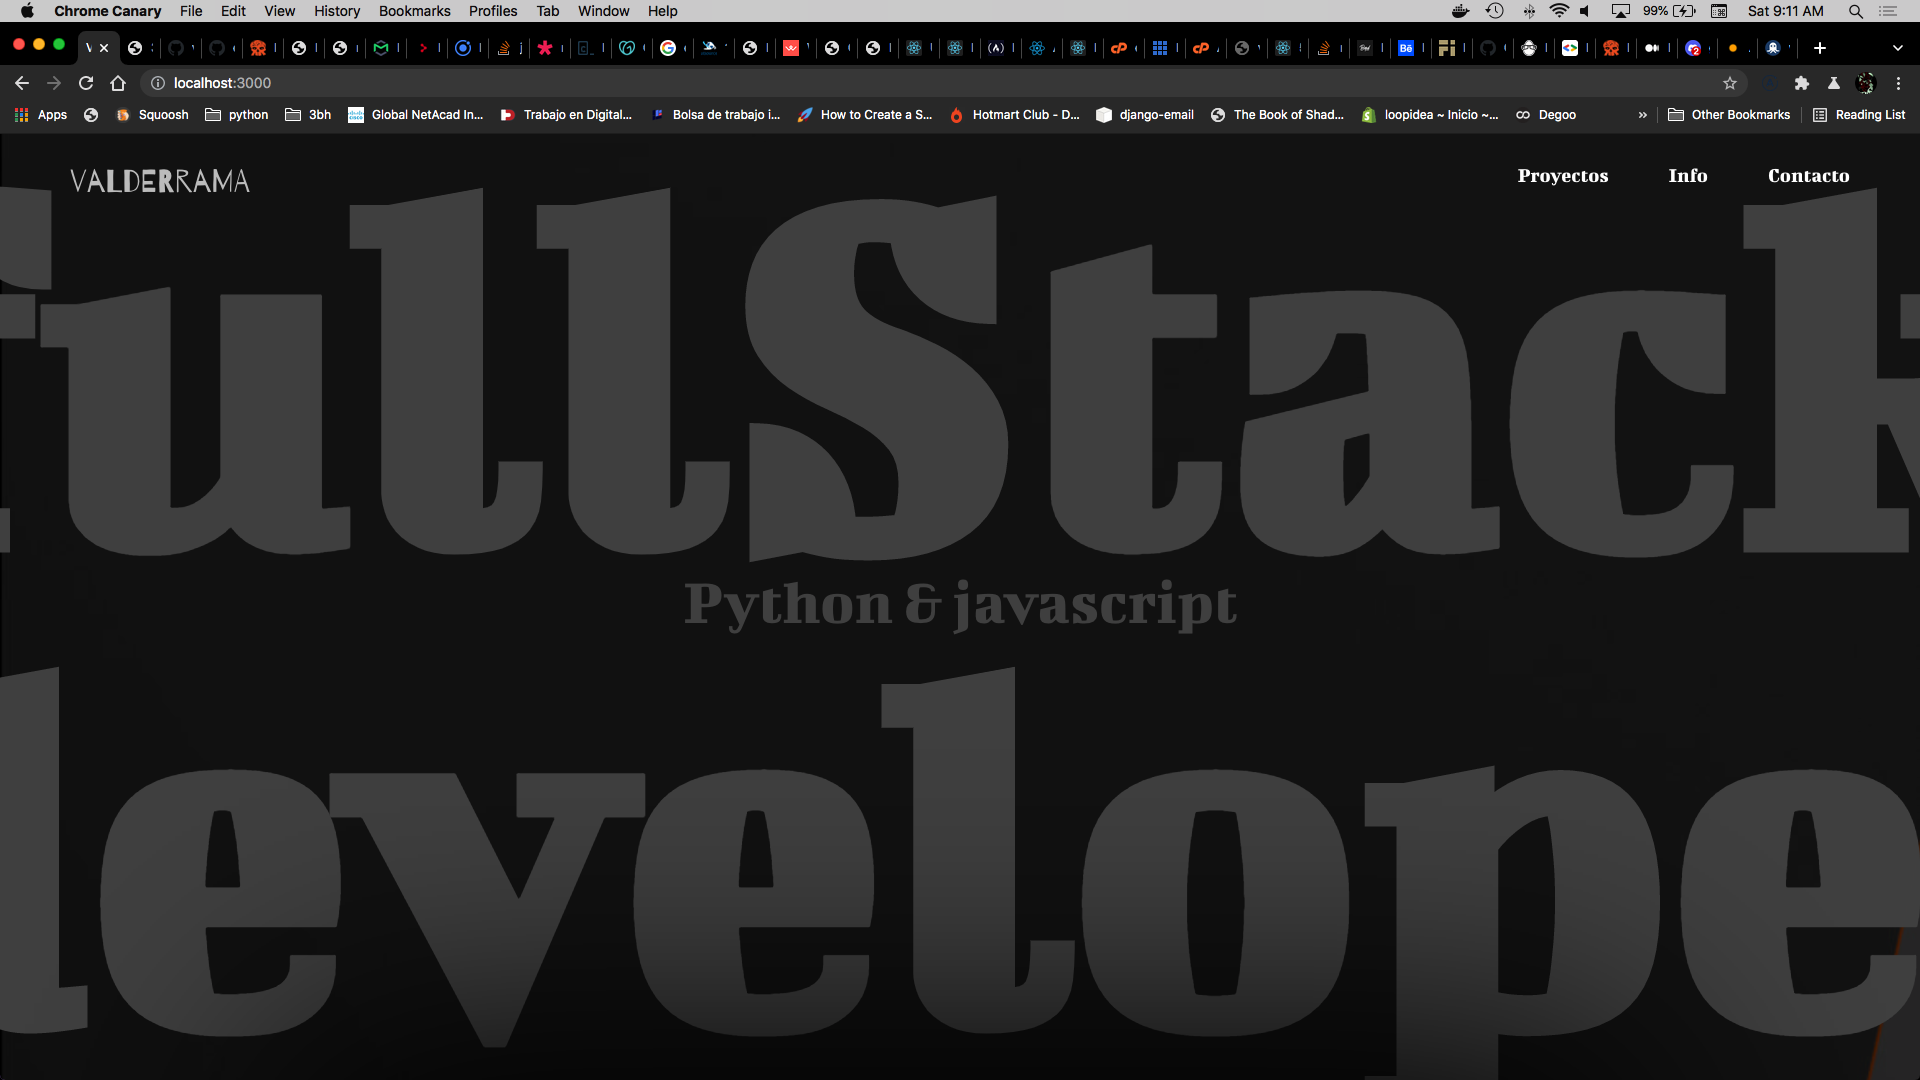 Chrome Canary File Edit View History Bookmarks Profiles Tab Window Help 99% Sat 9:11 AM
localhost:3000
Apps Squoosh python 3bh Global NetAcad In... Trabajo en Digital... Bolsa de trabajo i... How to Create a S... Hotmart Club - D... django-email The Book of Shad... loopidea ~ Inicio ~... Degoo » Other Bookmarks Reading List
VALDERRAMA Proyectos Info Contacto
fullStack
Python & javascript
develope